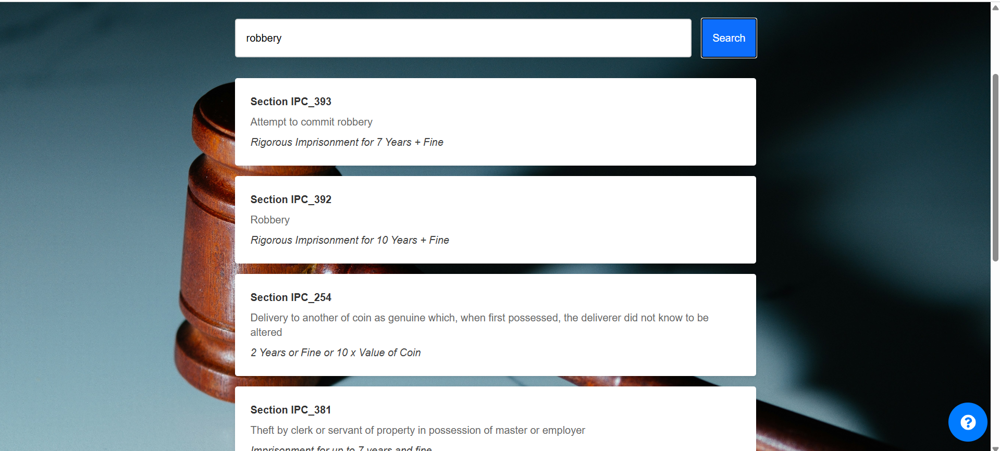 robbery
Search
Section IPC_393
Attempt to commit robbery
Rigorous Imprisonment for 7 Years + Fine
Section IPC_392
Robbery
Rigorous Imprisonment for 10 Years + Fine
Section IPC_254
Delivery to another of coin as genuine which, when first possessed, the deliverer did not know to be
altered
2 Years or Fine or 10 x Value of Coin
Section IPC_381
Theft by clerk or servant of property in possession of master or employer
Imprisonment for up to 7 years and fine